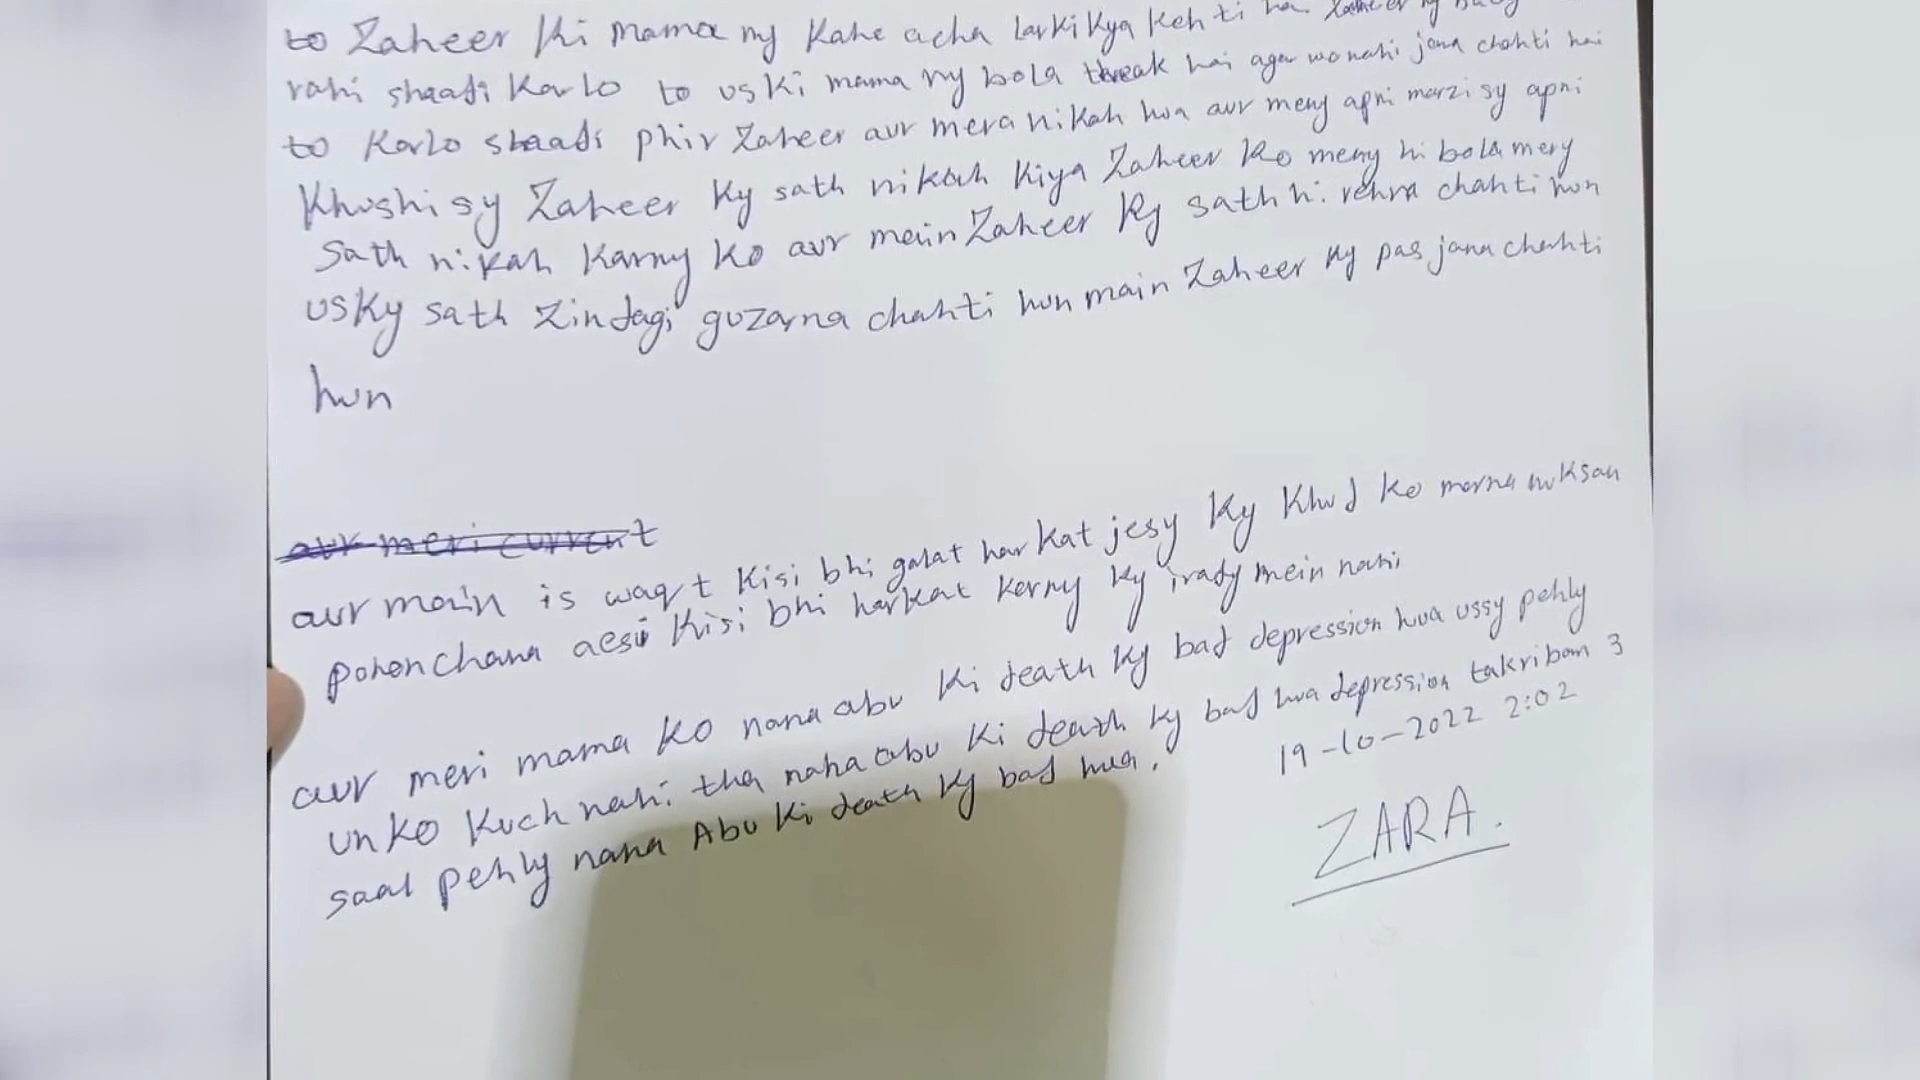 to Zaheer Ki mama ny Kahe acha larki Kya Kehti ha Zaheer ny
rahi shaadi Karlo to uski mama ny bola theak hai agar wo nahi jana chahti hai
to Karlo shaadi phir Zaheer aur mera nikah hua aur meny apni marzi sy apni
Khushi sy Zaheer Ky sath nikah Kiya Zaheer Ko meny hi bola mery
Sath nikah Karny Ko aur mein Zaheer Ky sath hi rehna chahti hun
usKy sath Zindagi guzarna chahti hun main Zaheer Ky pas jana chahti
hun
aur meri current
aur main is waqt Kisi bhi galat harkat jesy Ky Khud Ko marna nuksan
pohonchana aesi Kisi bhi harkat Kerny Ky irady mein nahi
aur meri mama Ko nana abu Ki death Ky bad depression hua ussy pehly
unKo Kuch nahi tha nana abu Ki death Ky bad hua depression takriban 3
saal pehly nana Abu Ki death Ky bad hua.
19-10-2022 2:02
ZARA.